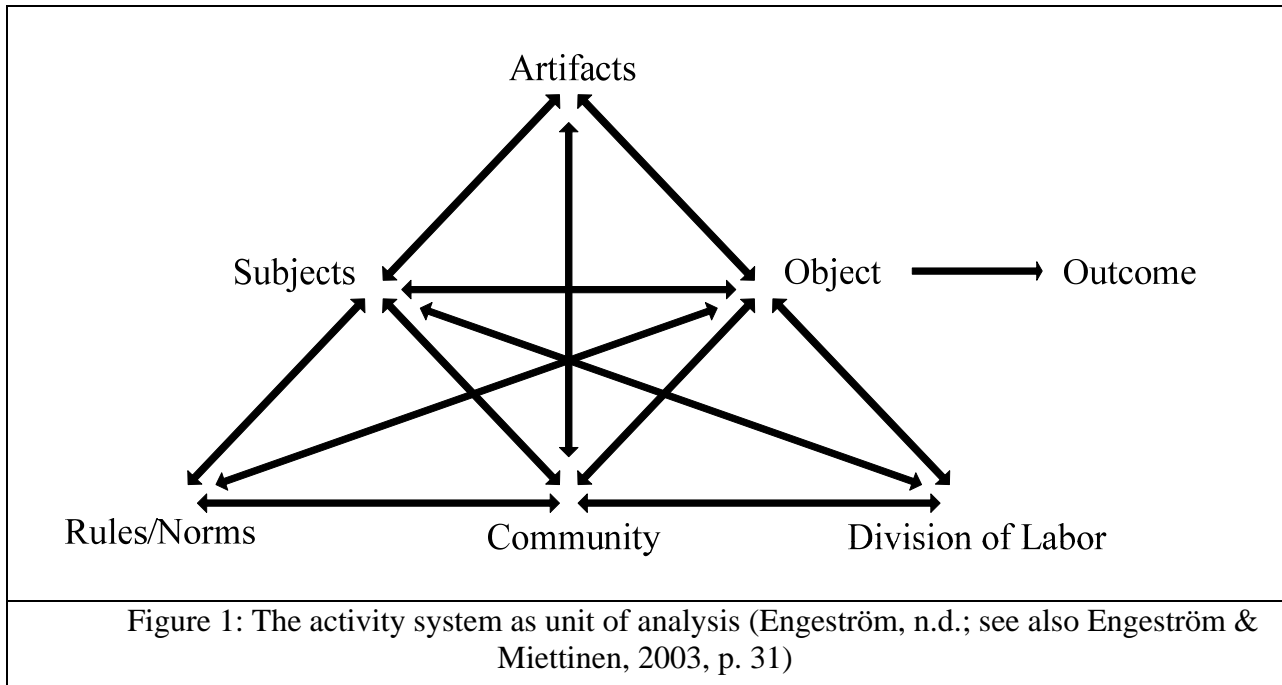 Artifacts
Subjects
Object
Outcome
Rules/Norms
Community
Division of Labor
Figure 1: The activity system as unit of analysis (Engeström, n.d.; see also Engeström &
Miettinen, 2003, p. 31)